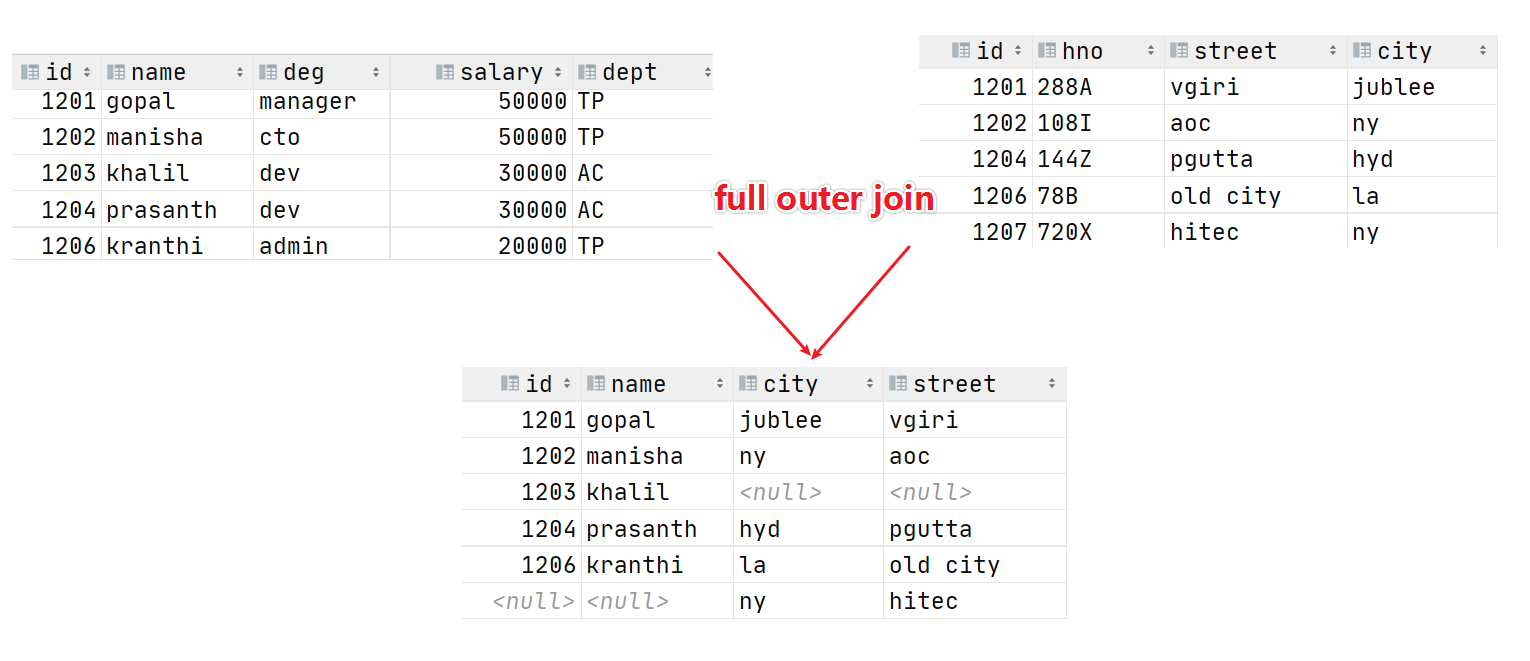 id name deg salary dept
1201 gopal manager 50000 TP
1202 manisha cto 50000 TP
1203 khalil dev 30000 AC
1204 prasanth dev 30000 AC
1206 kranthi admin 20000 TP
id hno street city
1201 288A vgiri jublee
1202 108I aoc ny
1204 144Z pgutta hyd
1206 78B old city la
1207 720X hitec ny
full outer join
id name city street
1201 gopal jublee vgiri
1202 manisha ny aoc
1203 khalil <null> <null>
1204 prasanth hyd pgutta
1206 kranthi la old city
<null> <null> ny hitec